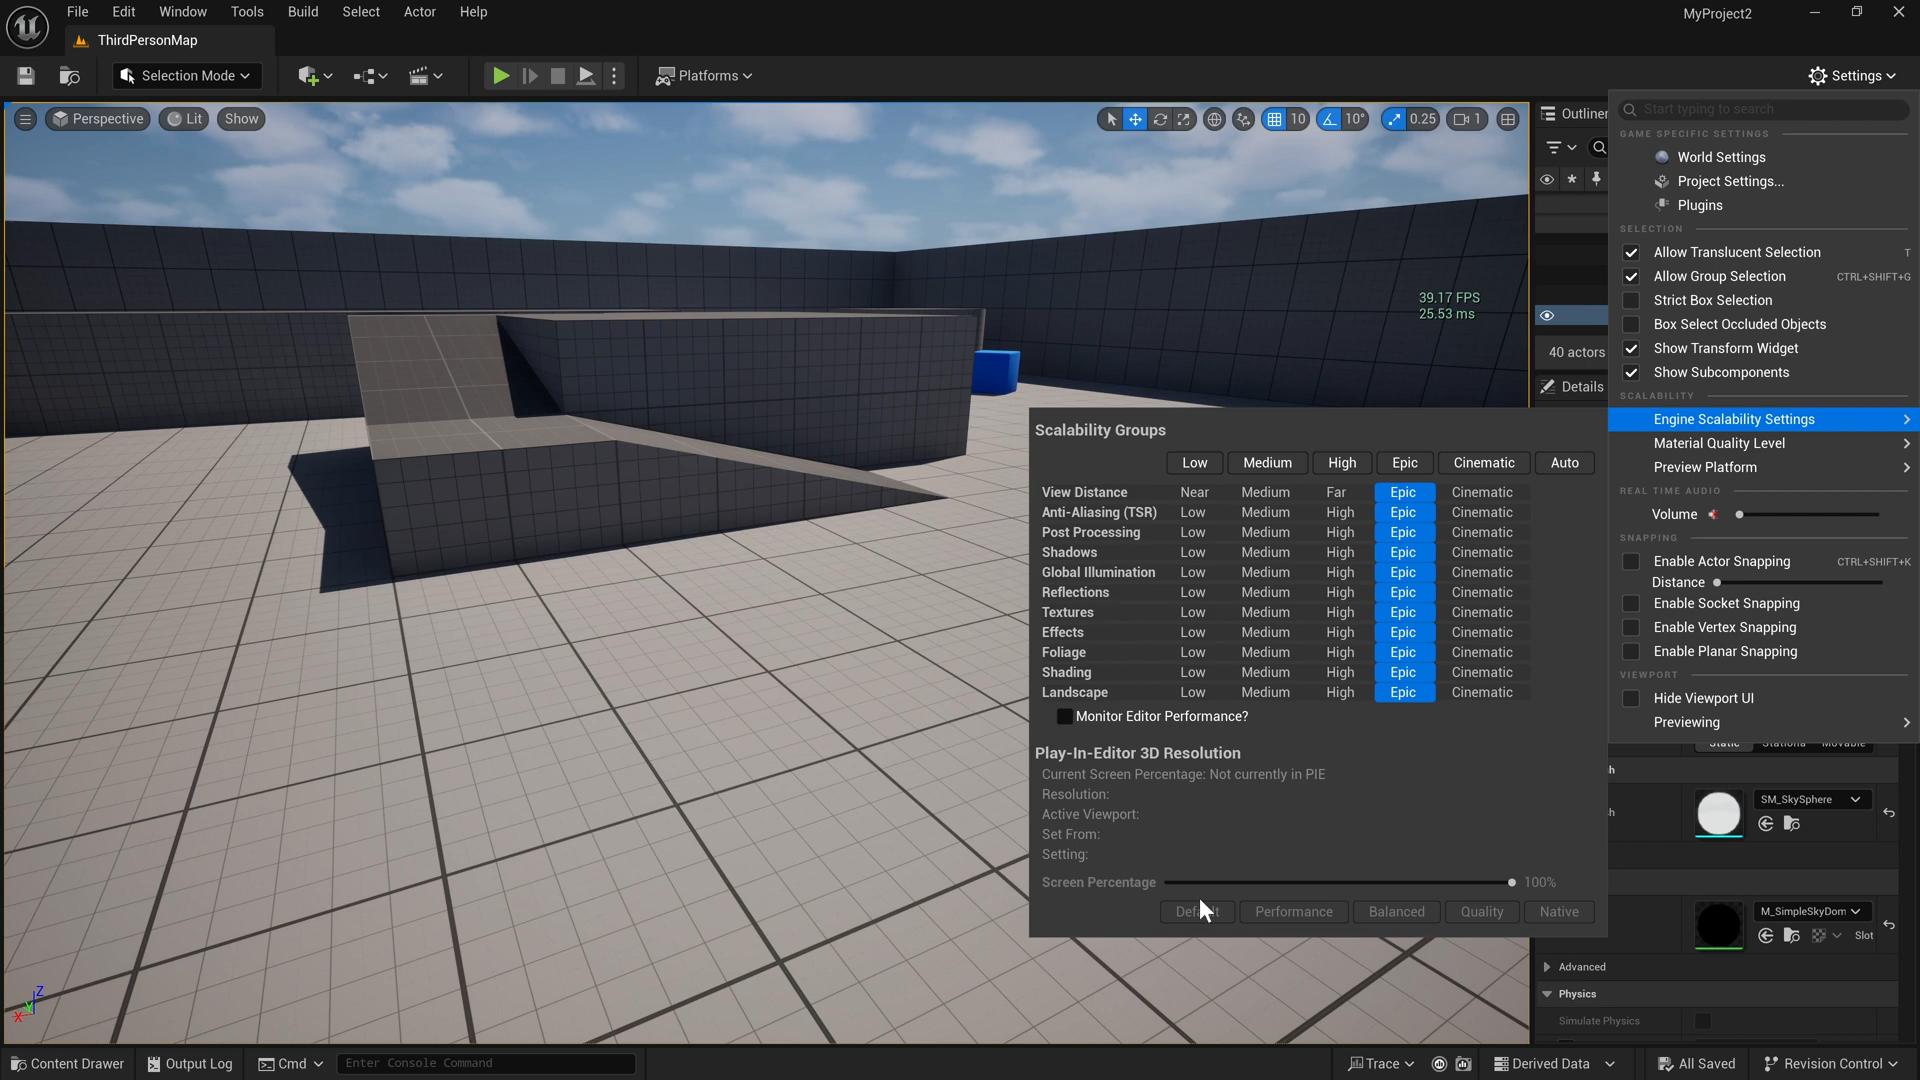 File Edit Window Tools Build Select Actor Help
MyProject2
ThirdPersonMap
Selection Mode
Platforms
Settings
Perspective Lit Show
10 10° 0.25 1
39.17 FPS
25.53 ms
Outliner
40 actors
Details
Start typing to search
GAME SPECIFIC SETTINGS
World Settings
Project Settings...
Plugins
SELECTION
Allow Translucent Selection T
Allow Group Selection CTRL+SHIFT+G
Strict Box Selection
Box Select Occluded Objects
Show Transform Widget
Show Subcomponents
SCALABILITY
Engine Scalability Settings
Material Quality Level
Preview Platform
REAL TIME AUDIO
Volume
SNAPPING
Enable Actor Snapping CTRL+SHIFT+K
Distance
Enable Socket Snapping
Enable Vertex Snapping
Enable Planar Snapping
VIEWPORT
Hide Viewport UI
Previewing
Scalability Groups
Low Medium High Epic Cinematic Auto
View Distance Near Medium Far Epic Cinematic
Anti-Aliasing (TSR) Low Medium High Epic Cinematic
Post Processing Low Medium High Epic Cinematic
Shadows Low Medium High Epic Cinematic
Global Illumination Low Medium High Epic Cinematic
Reflections Low Medium High Epic Cinematic
Textures Low Medium High Epic Cinematic
Effects Low Medium High Epic Cinematic
Foliage Low Medium High Epic Cinematic
Shading Low Medium High Epic Cinematic
Landscape Low Medium High Epic Cinematic
Monitor Editor Performance?
Play-In-Editor 3D Resolution
Current Screen Percentage: Not currently in PIE
Resolution:
Active Viewport:
Set From:
Setting:
Screen Percentage 100%
Performance Balanced Quality Native
SM_SkySphere
M_SimpleSkyDom
Slot
Advanced
Physics
Simulate Physics
Z
X
Content Drawer Output Log Cmd Enter Console Command
Trace Derived Data All Saved Revision Control